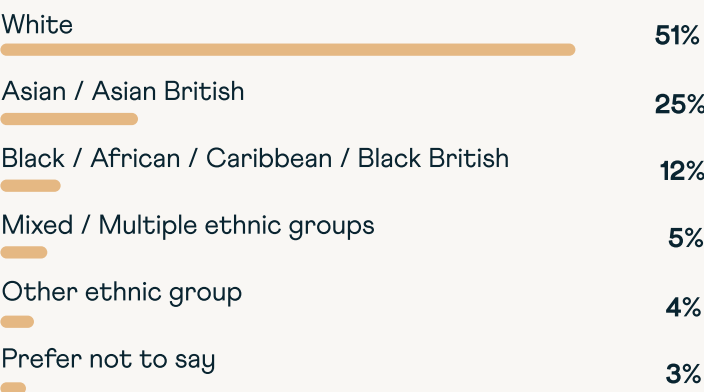 White
51%
Asian / Asian British
25%
Black / African / Caribbean / Black British
12%
Mixed / Multiple ethnic groups
5%
Other ethnic group
4%
Prefer not to say
3%